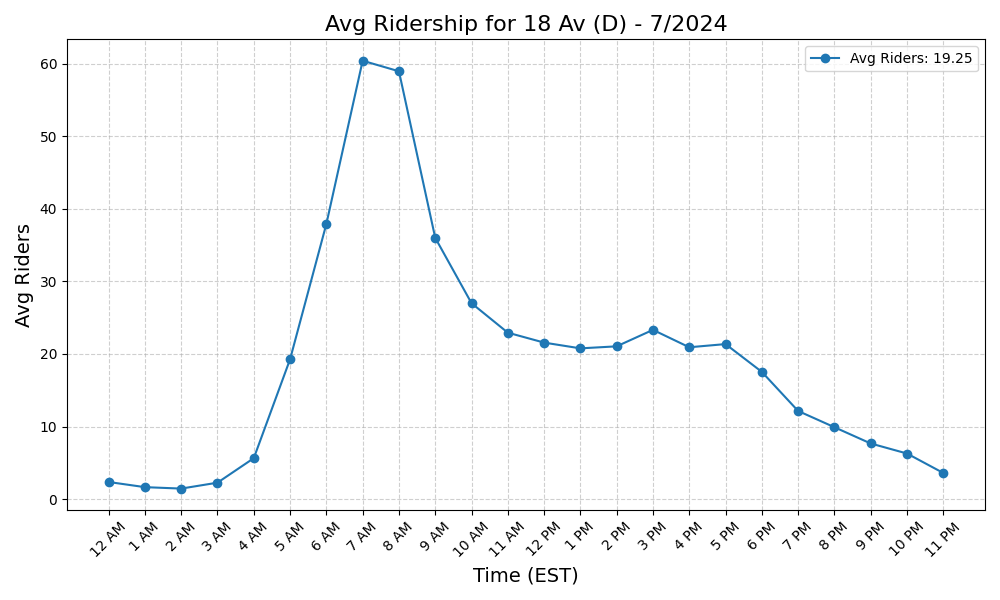 Avg Ridership for 18 Av (D) - 7/2024
Avg Riders: 19.25
Avg Riders
60
50
40
30
20
10
0
12 AM 1 AM 2 AM 3 AM 4 AM 5 AM 6 AM 7 AM 8 AM 9 AM 10 AM 11 AM 12 PM 1 PM 2 PM 3 PM 4 PM 5 PM 6 PM 7 PM 8 PM 9 PM 10 PM 11 PM
Time (EST)